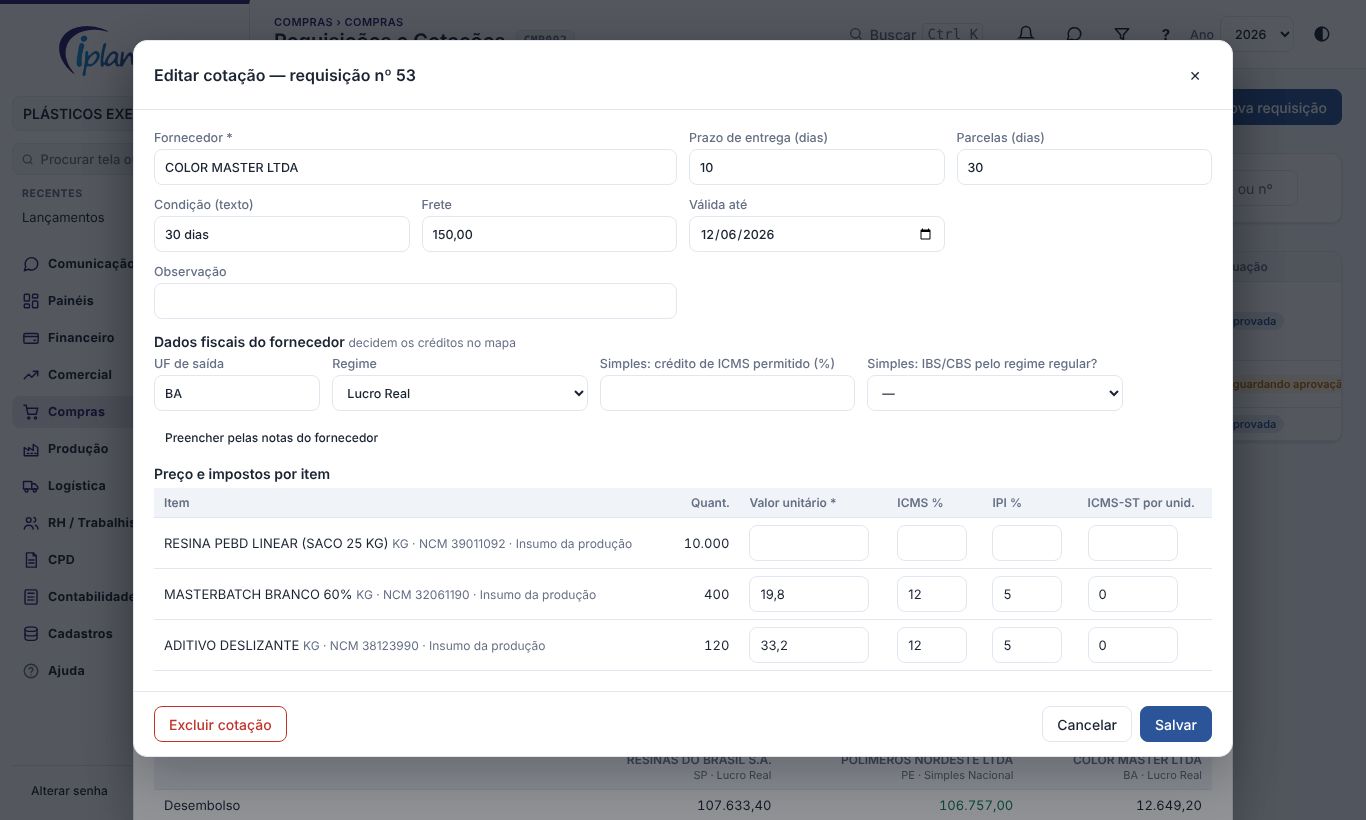 COMPRAS › COMPRAS
Requisições e Cotações CMP002
Buscar Ctrl K ? Ano 2026
iplan
PLÁSTICOS EXE
Procurar tela o
RECENTES
Lançamentos
Comunicação
Painéis
Financeiro
Comercial
Compras
Produção
Logística
RH / Trabalhis
CPD
Contabilidade
Cadastros
Ajuda
Alterar senha
ova requisição
ou nº
uação
provada
guardando aprovaçã
provada
Editar cotação — requisição nº 53
×
Fornecedor * Prazo de entrega (dias) Parcelas (dias)
COLOR MASTER LTDA 10 30
Condição (texto) Frete Válida até
30 dias 150,00 12/06/2026
Observação
Dados fiscais do fornecedor decidem os créditos no mapa
UF de saída Regime Simples: crédito de ICMS permitido (%) Simples: IBS/CBS pelo regime regular?
BA Lucro Real —
Preencher pelas notas do fornecedor
Preço e impostos por item
Item Quant. Valor unitário * ICMS % IPI % ICMS-ST por unid.
RESINA PEBD LINEAR (SACO 25 KG) KG · NCM 39011092 · Insumo da produção 10.000
MASTERBATCH BRANCO 60% KG · NCM 32061190 · Insumo da produção 400 19,8 12 5 0
ADITIVO DESLIZANTE KG · NCM 38123990 · Insumo da produção 120 33,2 12 5 0
Excluir cotação Cancelar Salvar
RESINAS DO BRASIL S.A. POLIMEROS NORDESTE LTDA COLOR MASTER LTDA
SP · Lucro Real PE · Simples Nacional BA · Lucro Real
Desembolso 107.633,40 106.757,00 12.649,20